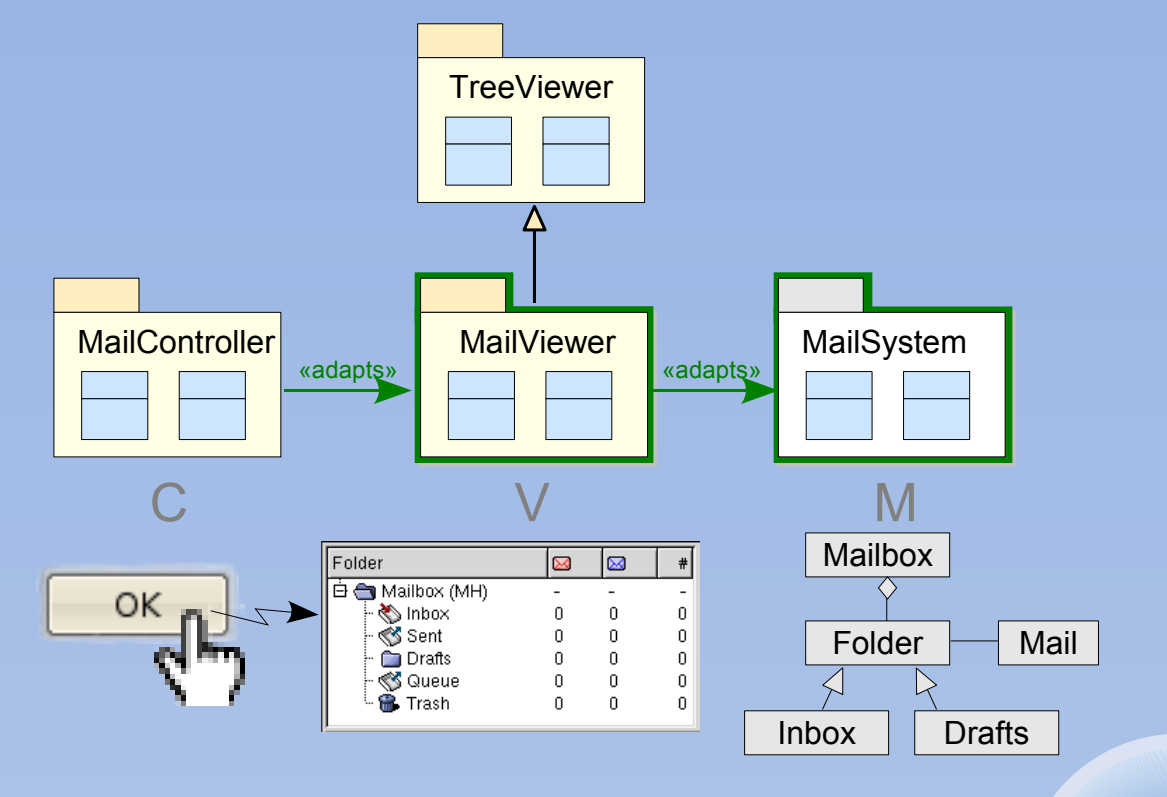 TreeViewer
MailController
«adapts»
MailViewer
«adapts»
MailSystem
C
V
M
OK
Folder #
Mailbox (MH) - - -
Inbox 0 0 0
Sent 0 0 0
Drafts 0 0 0
Queue 0 0 0
Trash 0 0 0
Mailbox
Folder
Mail
Inbox
Drafts